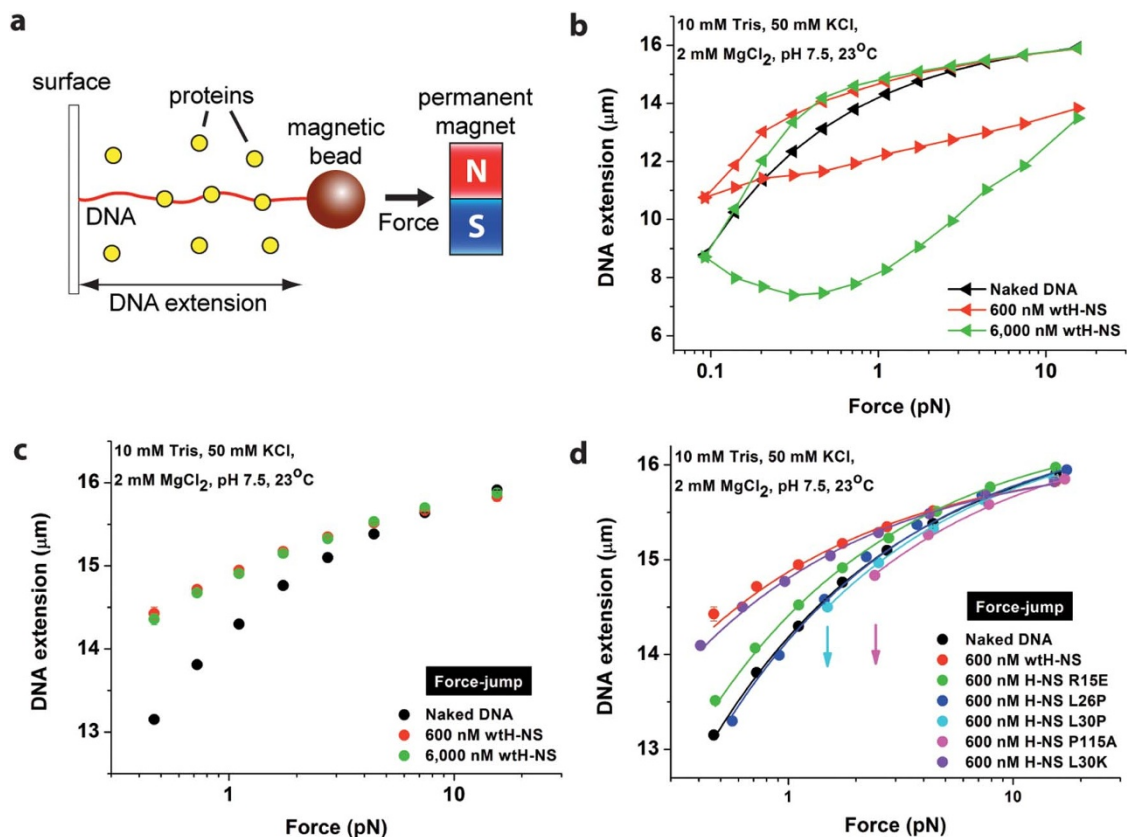 a
surface
proteins
magnetic
bead
permanent
magnet
N
S
DNA
Force
DNA extension
b
10 mM Tris, 50 mM KCl,
2 mM MgCl2, pH 7.5, 23°C
16
14
12
10
8
6
DNA extension (μm)
Naked DNA
600 nM wtH-NS
6,000 nM wtH-NS
0.1
1
10
Force (pN)
c
10 mM Tris, 50 mM KCl,
2 mM MgCl2, pH 7.5, 23°C
16
15
14
13
DNA extension (μm)
Force-jump
Naked DNA
600 nM wtH-NS
6,000 nM wtH-NS
1
10
Force (pN)
d
10 mM Tris, 50 mM KCl,
2 mM MgCl2, pH 7.5, 23°C
16
15
14
13
DNA extension (μm)
Force-jump
Naked DNA
600 nM wtH-NS
600 nM H-NS R15E
600 nM H-NS L26P
600 nM H-NS L30P
600 nM H-NS P115A
600 nM H-NS L30K
1
10
Force (pN)